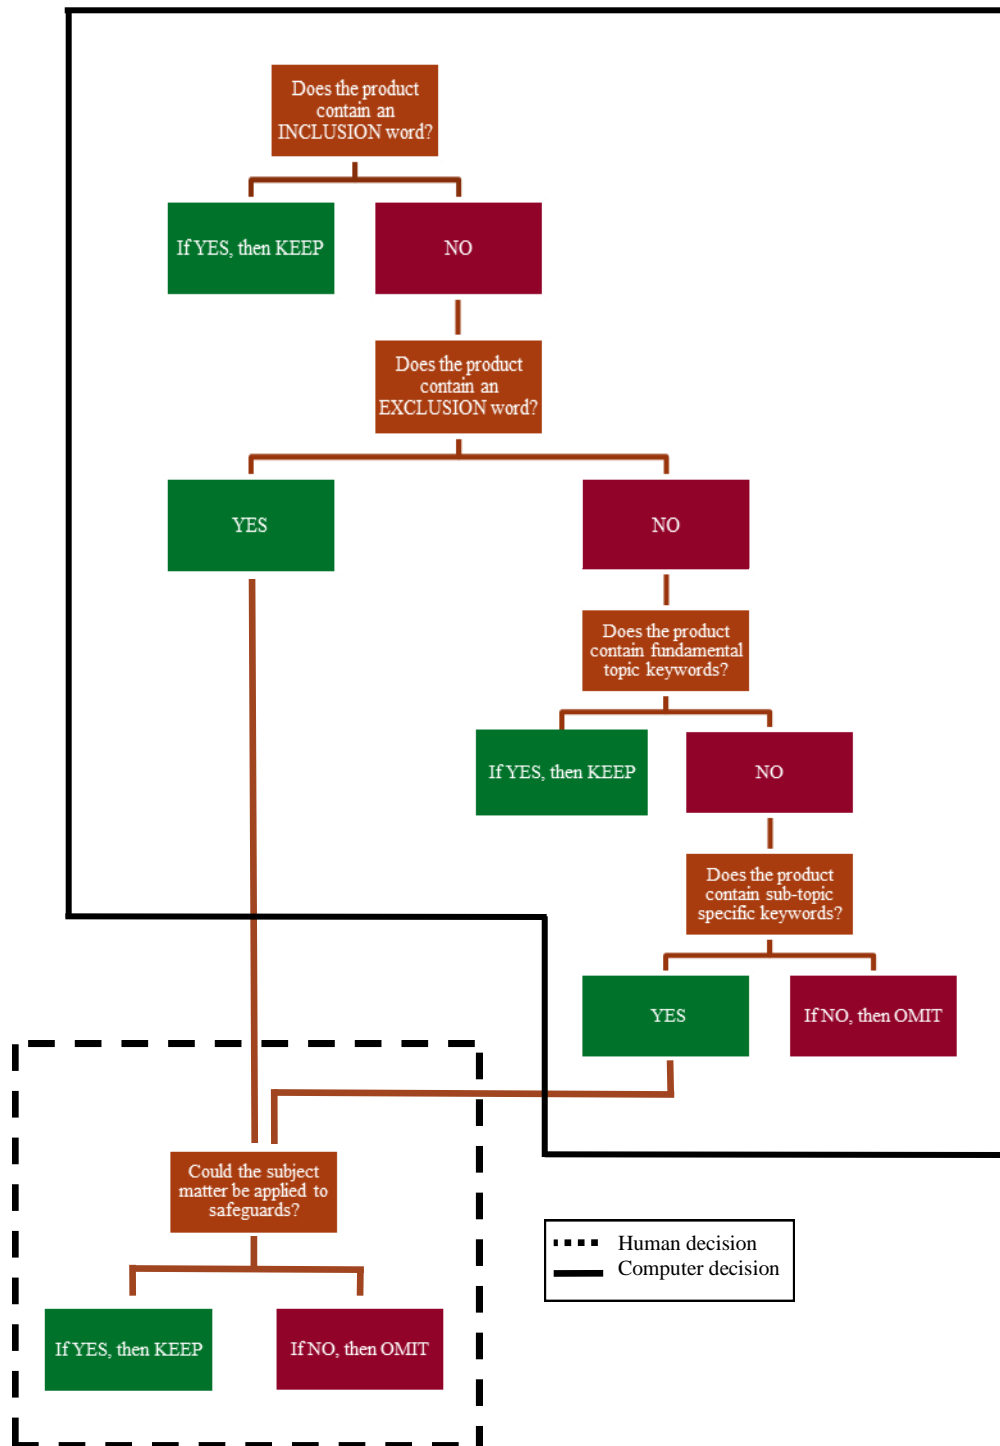 Does the product
contain an
INCLUSION word?
If YES, then KEEP
NO
Does the product
contain an
EXCLUSION word?
YES
NO
Does the product
contain fundamental
topic keywords?
If YES, then KEEP
NO
Does the product
contain sub-topic
specific keywords?
YES
If NO, then OMIT
Could the subject
matter be applied to
safeguards?
If YES, then KEEP
If NO, then OMIT
Human decision
Computer decision